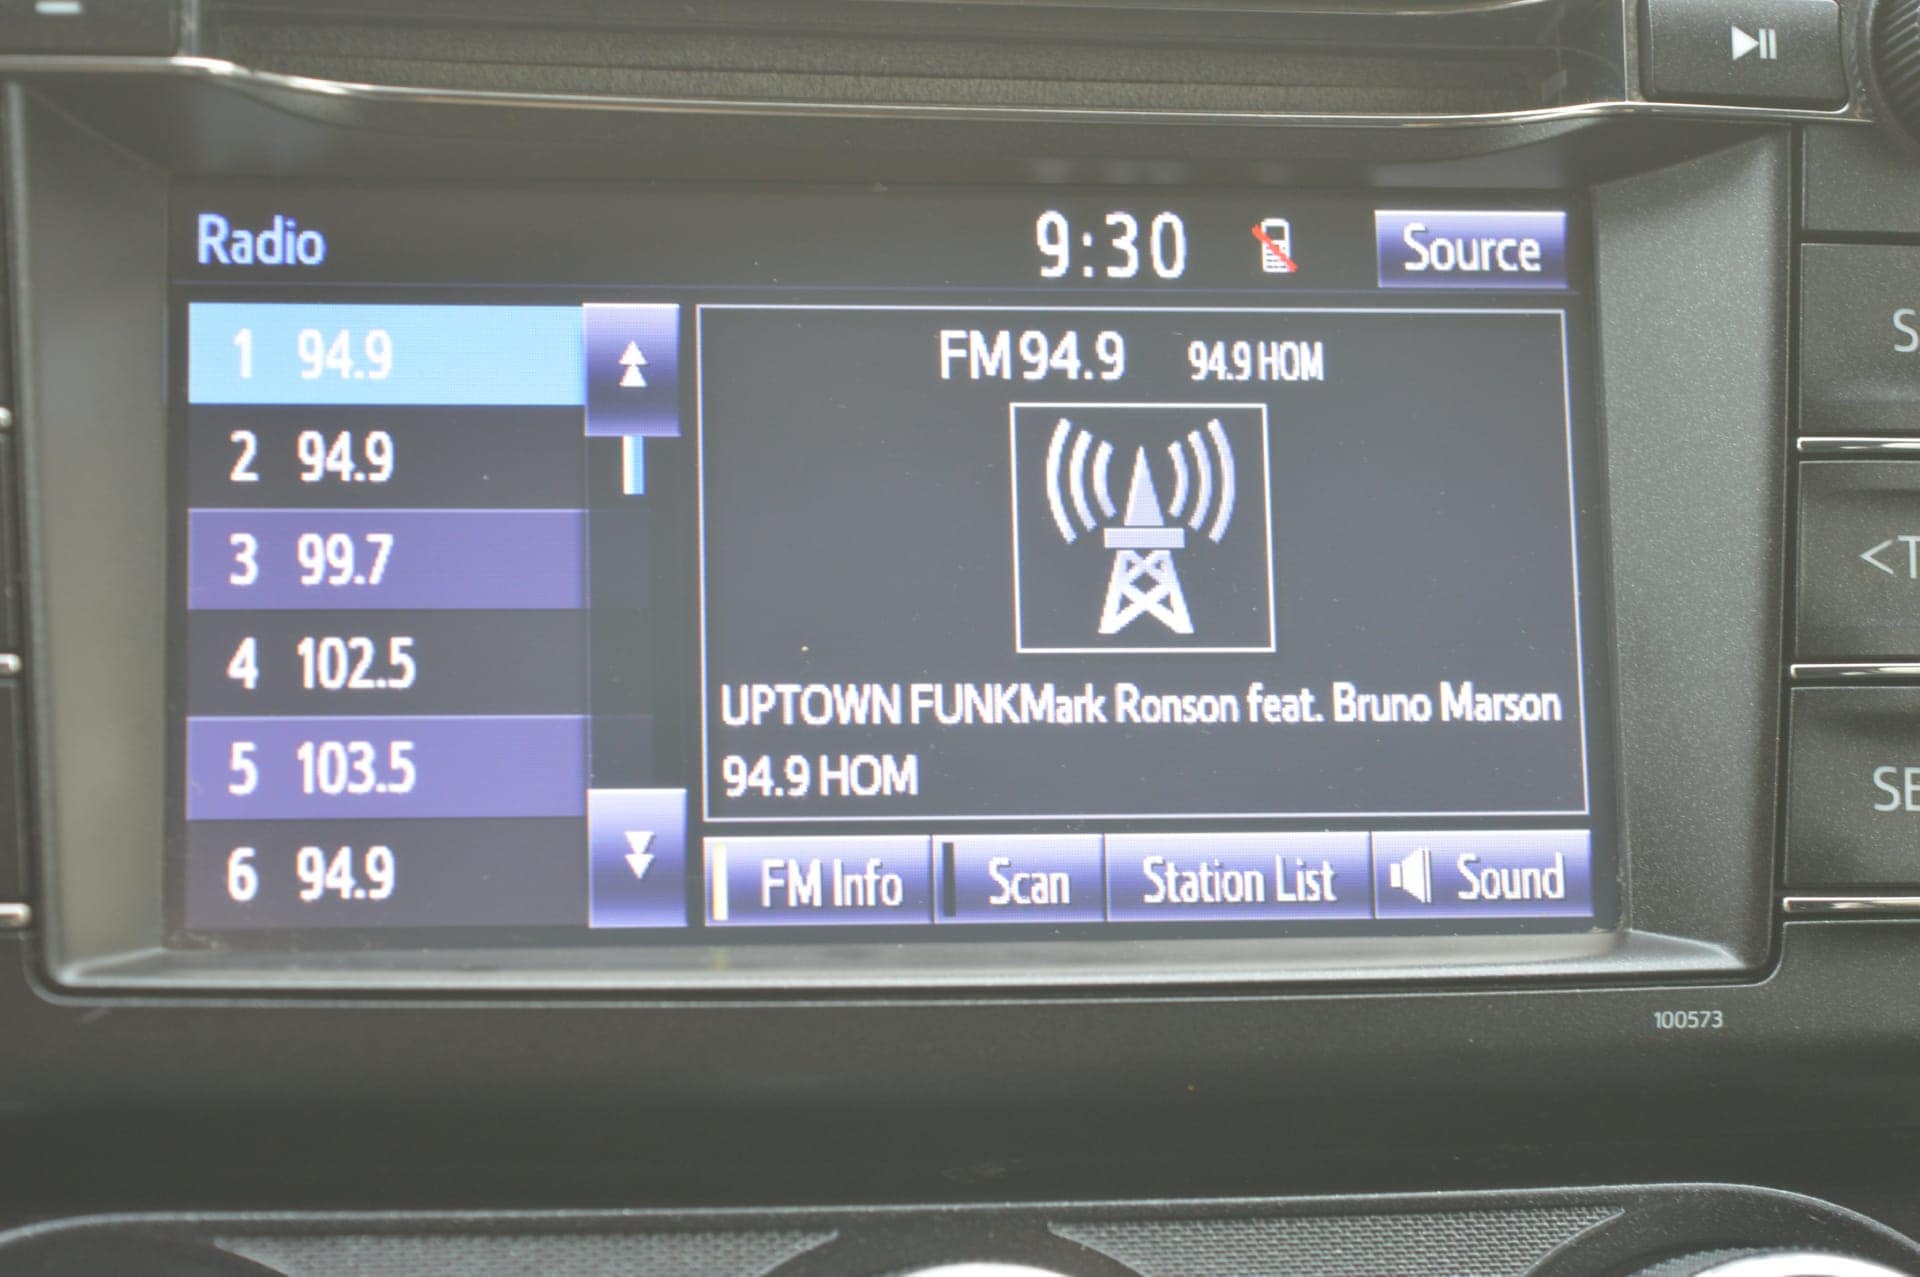 Radio 9:30 Source
1 94.9
2 94.9
3 99.7
4 102.5
5 103.5
6 94.9
FM 94.9 94.9 HOM
UPTOWN FUNKMark Ronson feat. Bruno Marson
94.9 HOM
FM Info Scan Station List Sound
S
<T
SE
100573